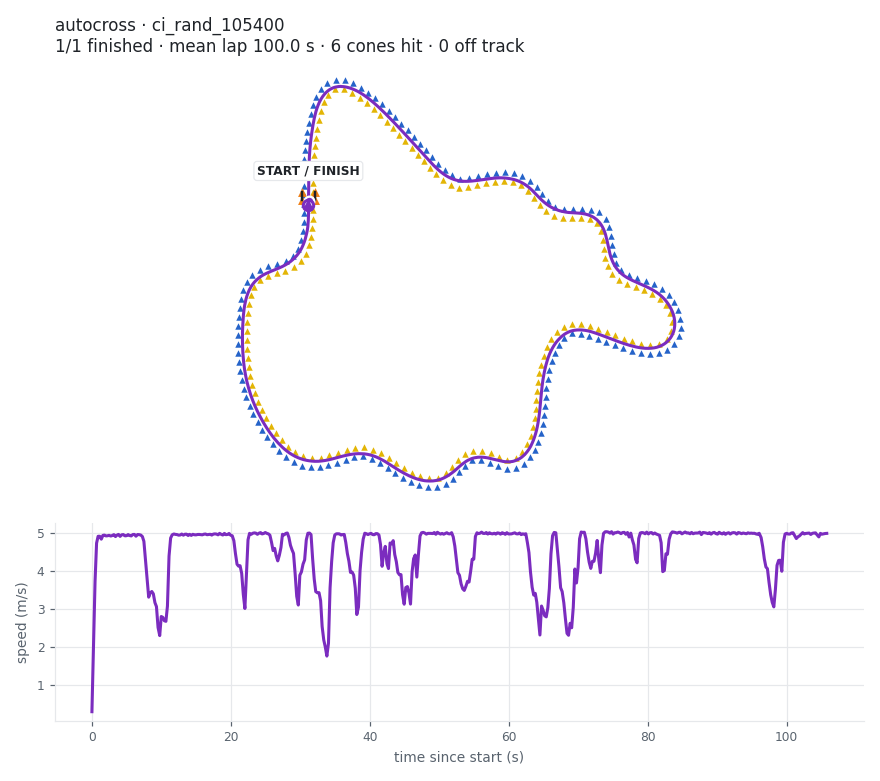 autocross · ci_rand_105400
1/1 finished · mean lap 100.0 s · 6 cones hit · 0 off track
START / FINISH
5
4
3
2
1
speed (m/s)
0 20 40 60 80 100
time since start (s)